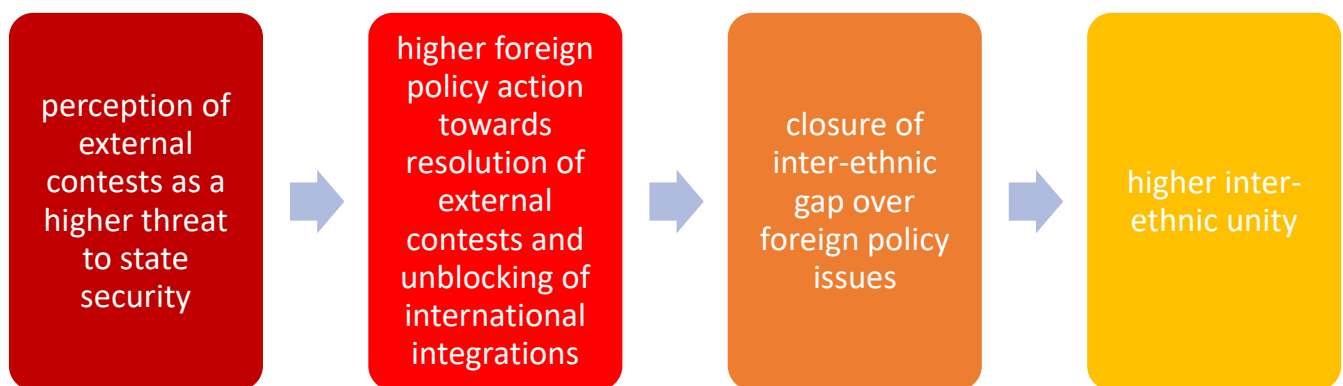 perception of
external
contests as a
higher threat
to state
security
higher foreign
policy action
towards
resolution of
external
contests and
unblocking of
international
integrations
closure of
inter-ethnic
gap over
foreign policy
issues
higher inter-
ethnic unity